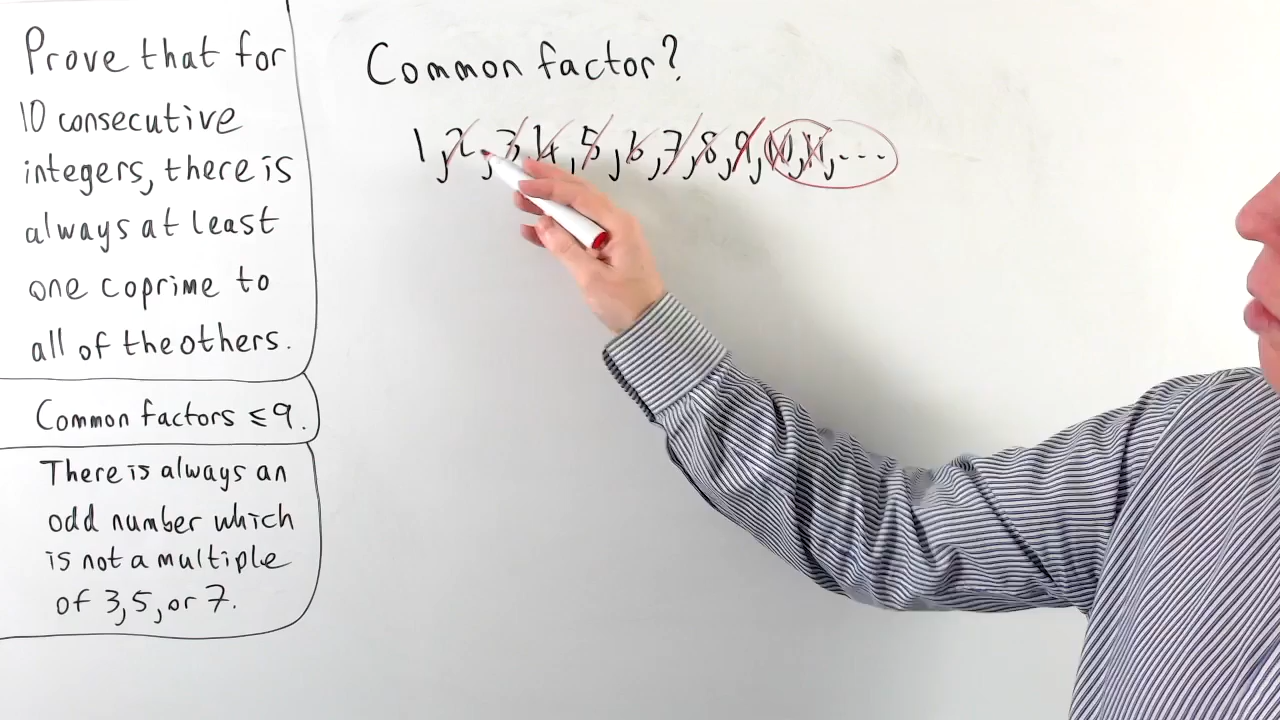 Prove that for
10 consecutive
integers, there is
always at least
one coprime to
all of the others.
Common factors ≤ 9.
There is always an
odd number which
is not a multiple
of 3, 5, or 7.
Common factor?
1, 2, 3, 4, 5, 6, 7, 8, 9, 10, 11, ...